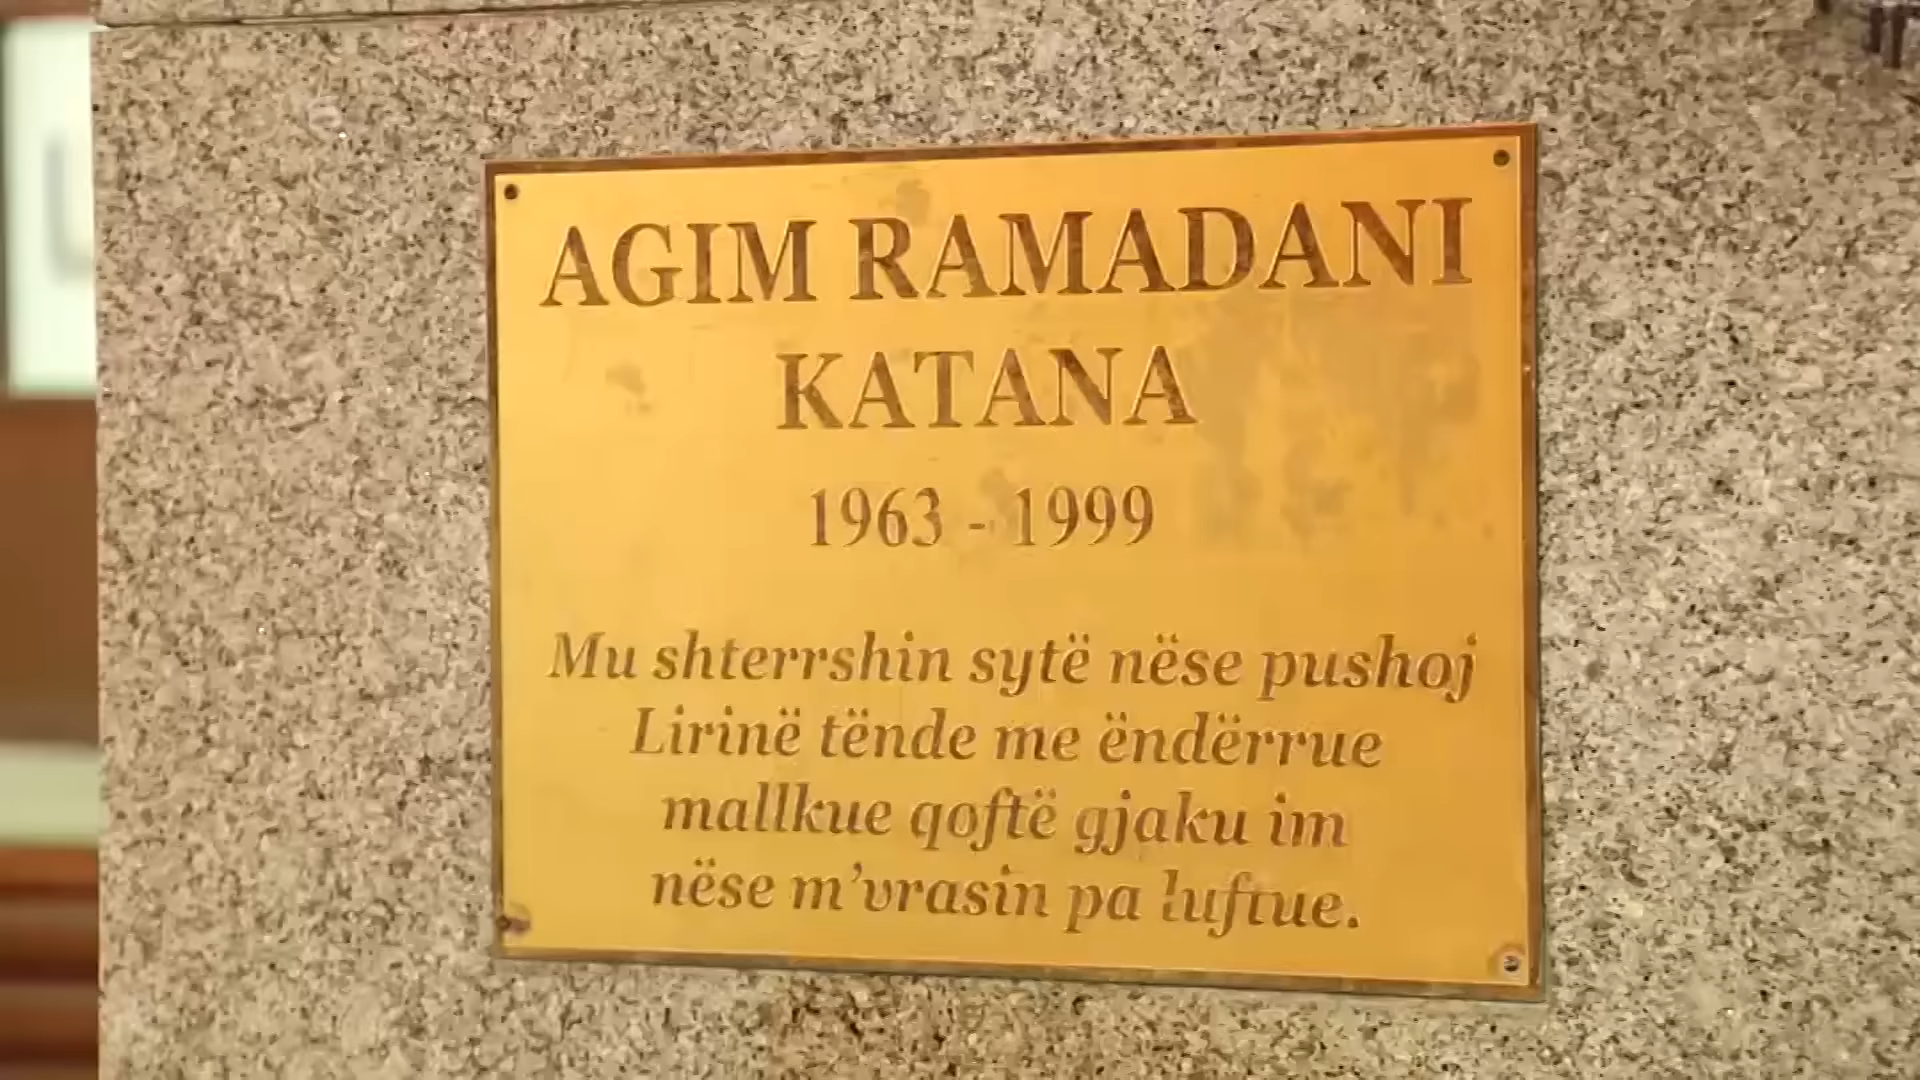 AGIM RAMADANI
KATANA
1963 - 1999
Mu shterrshin sytë nëse pushoj
Lirinë tënde me ëndërrue
mallkue qoftë gjaku im
nëse m’vrasin pa luftue.